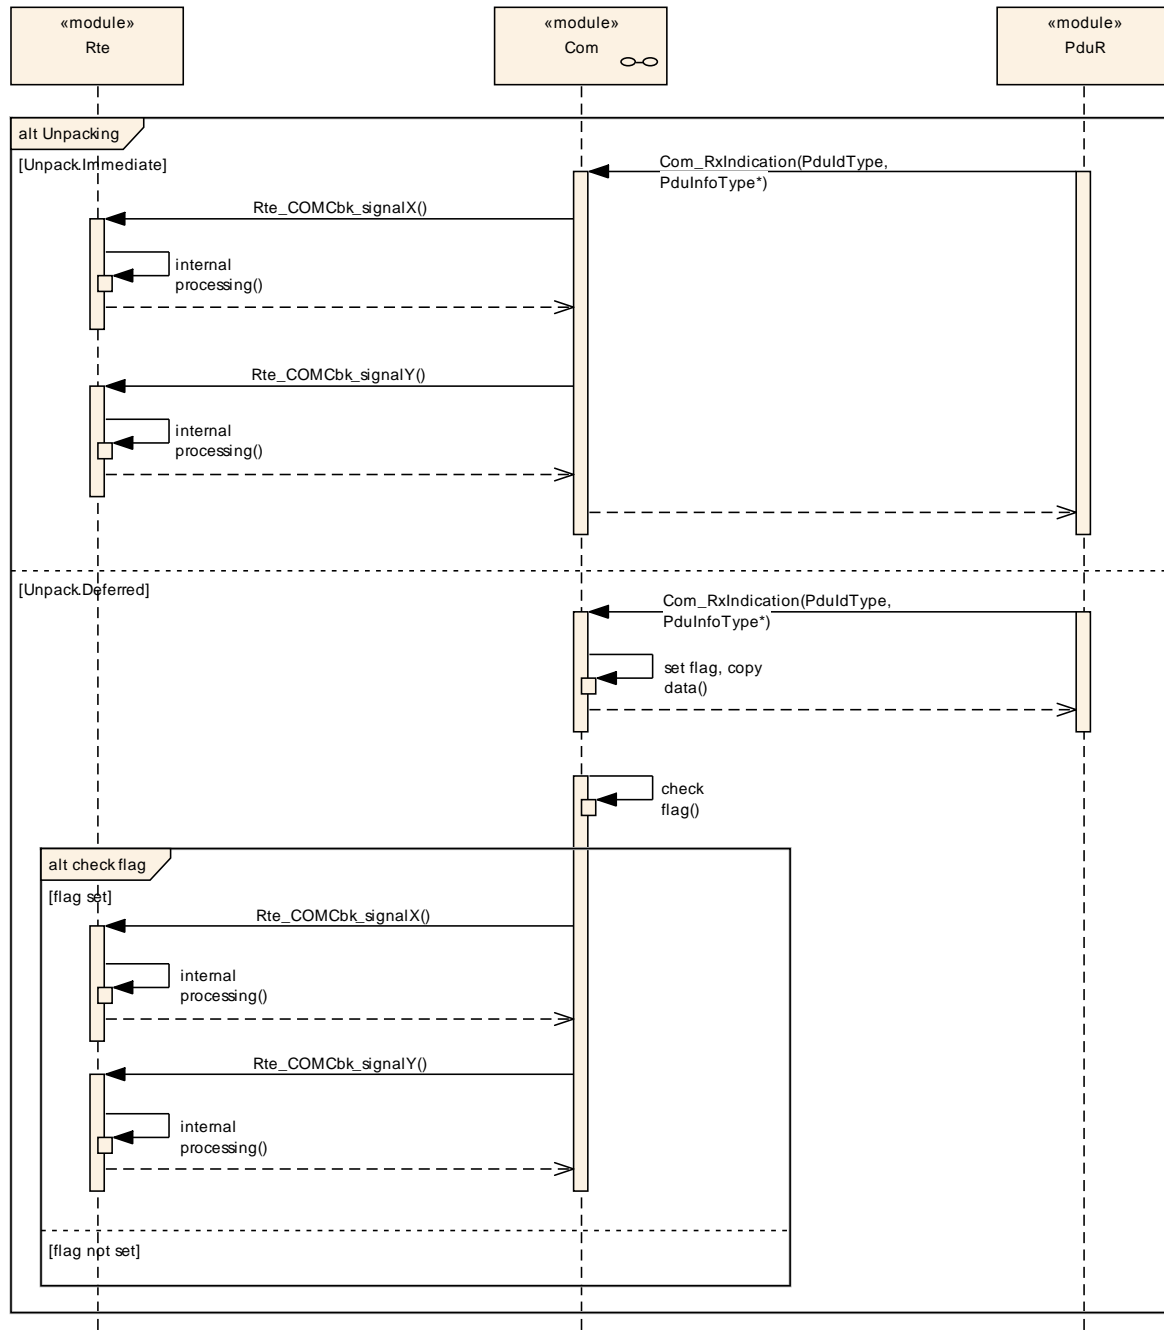 «module»
Rte
«module»
Com
«module»
PduR
alt Unpacking
[Unpack.Immediate]
Com_RxIndication(PduIdType,
PduInfoType*)
Rte_COMCbk_signalX()
internal
processing()
Rte_COMCbk_signalY()
internal
processing()
[Unpack.Deferred]
Com_RxIndication(PduIdType,
PduInfoType*)
set flag, copy
data()
check
flag()
alt check flag
[flag set]
Rte_COMCbk_signalX()
internal
processing()
Rte_COMCbk_signalY()
internal
processing()
[flag not set]